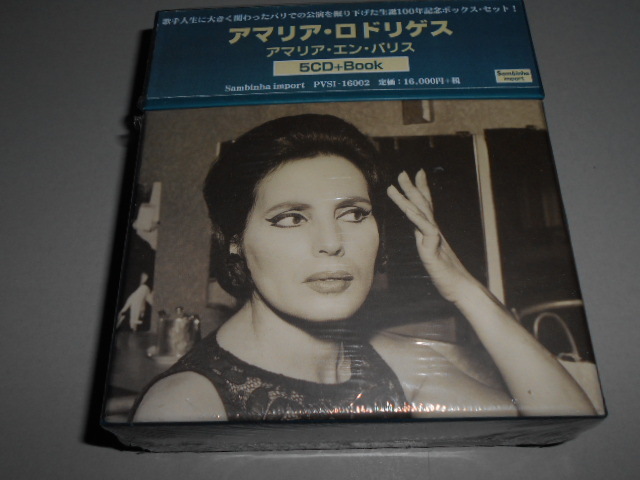 歌手人生に大きく関わったパリでの公演を掘り下げた生誕100年記念ボックス・セット！
アマリア・ロドリゲス
アマリア・エン・パリス
5CD+Book
Sambinha import PVSI-16002 定価：16,000円+税
Sambinha
import